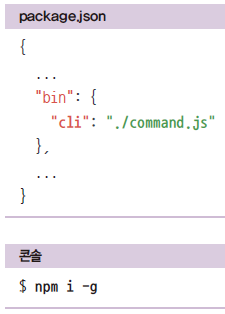 package.json
{
...
"bin": {
"cli": "./command.js"
},
...
}
콘솔
$ npm i -g